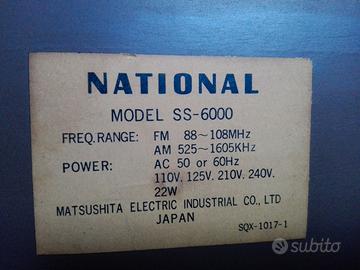 NATIONAL
MODEL SS-6000
FREQ. RANGE: FM 88~108MHz
AM 525~1605KHz
POWER: AC 50 or 60Hz
110V. 125V. 210V. 240V.
22W
MATSUSHITA ELECTRIC INDUSTRIAL CO., LTD
JAPAN
SQX-1017-1
subito